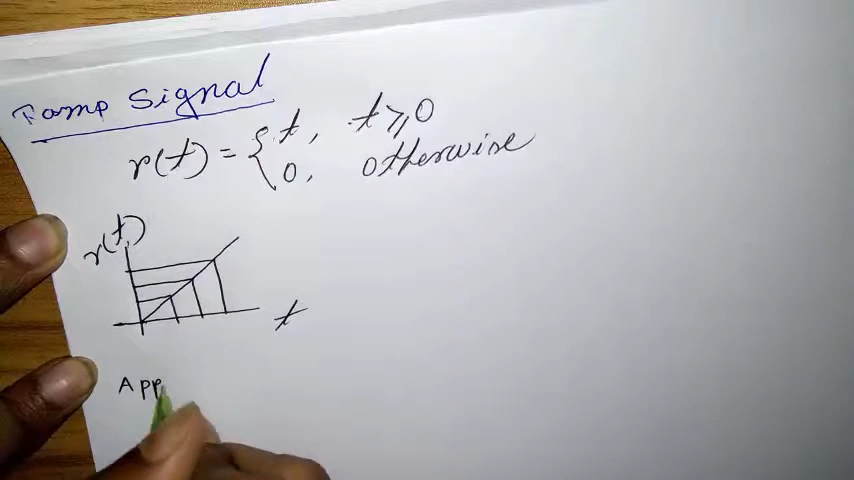 Ramp Signal
r(t) = { t, t ≥ 0
0, otherwise
r(t)
t
App